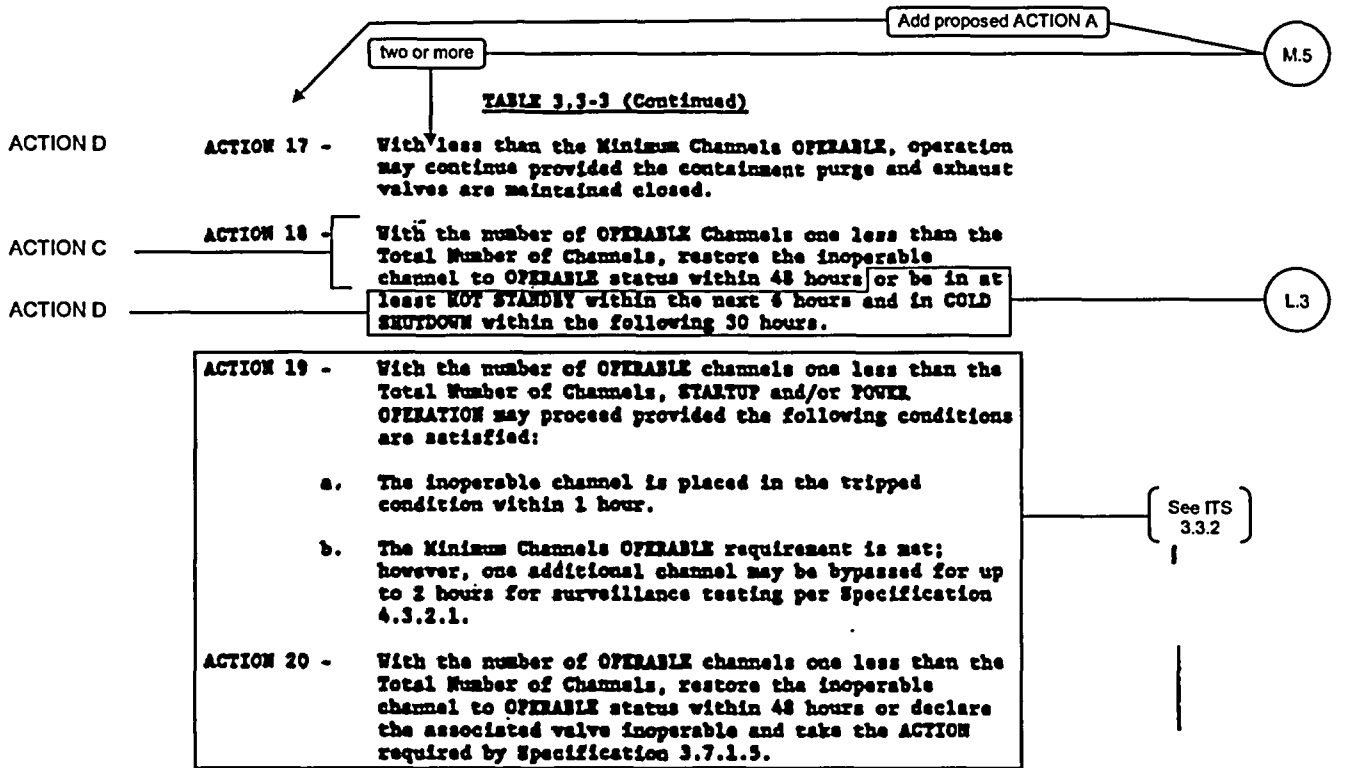 Add proposed ACTION A
two or more
M.5
TABLE 3.3-3 (Continued)
ACTION D
ACTION 17 - With less than the Minimum Channels OPERABLE, operation
may continue provided the containment purge and exhaust
valves are maintained closed.
ACTION C
ACTION 18 - With the number of OPERABLE Channels one less than the
Total Number of Channels, restore the inoperable
channel to OPERABLE status within 48 hours or be in at
least HOT STANDBY within the next 6 hours and in COLD
SHUTDOWN within the following 30 hours.
ACTION D
L.3
ACTION 19 - With the number of OPERABLE channels one less than the
Total Number of Channels, STARTUP and/or POWER
OPERATION may proceed provided the following conditions
are satisfied:
a. The inoperable channel is placed in the tripped
condition within 1 hour.
b. The Minimum Channels OPERABLE requirement is met;
however, one additional channel may be bypassed for up
to 2 hours for surveillance testing per Specification
4.3.2.1.
See ITS
3.3.2
ACTION 20 - With the number of OPERABLE channels one less than the
Total Number of Channels, restore the inoperable
channel to OPERABLE status within 48 hours or declare
the associated valve inoperable and take the ACTION
required by Specification 3.7.1.5.